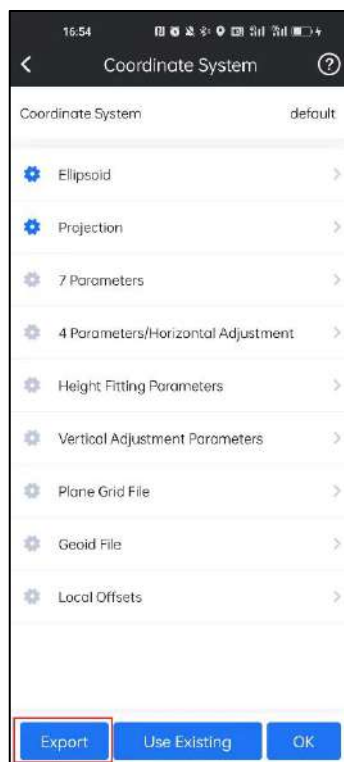 16:54
Coordinate System
Coordinate System default
Ellipsoid
Projection
7 Parameters
4 Parameters/Horizontal Adjustment
Height Fitting Parameters
Vertical Adjustment Parameters
Plane Grid File
Geoid File
Local Offsets
Export Use Existing OK